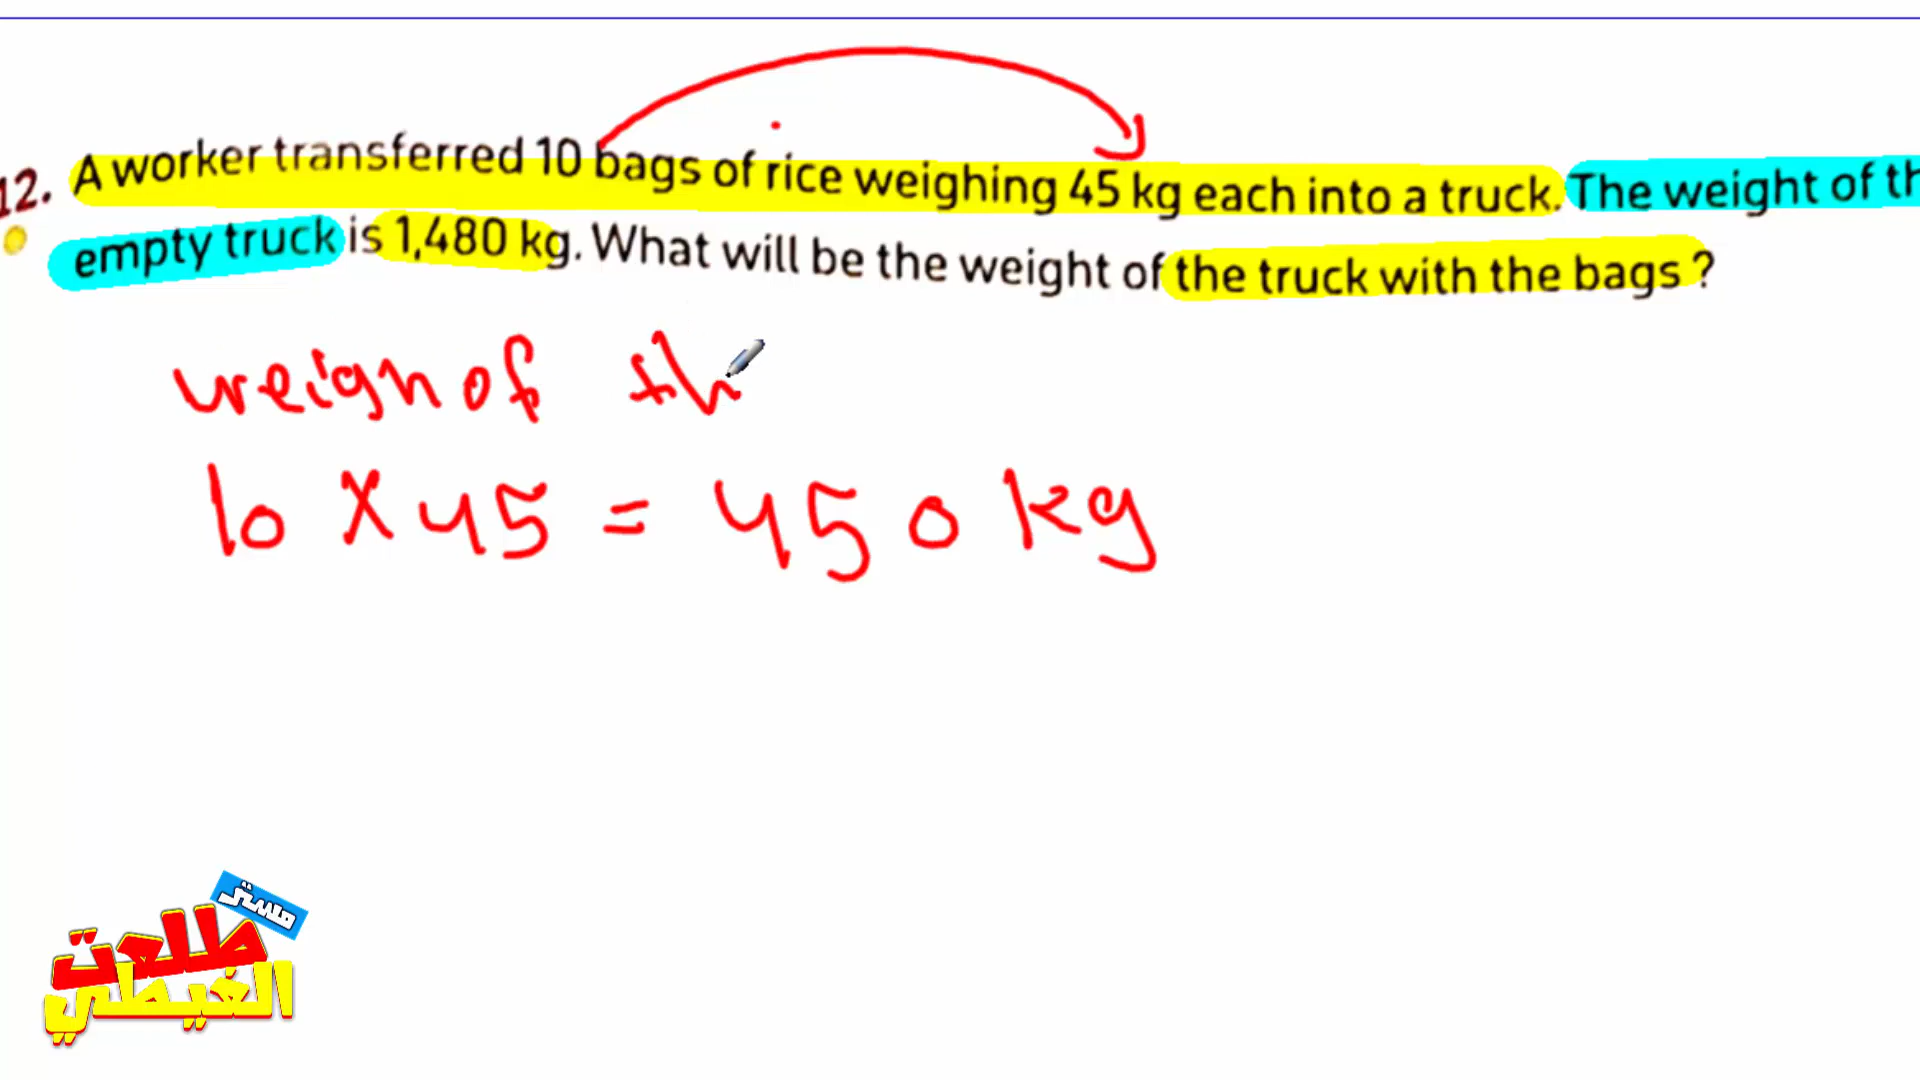 12. A worker transferred 10 bags of rice weighing 45 kg each into a truck. The weight of th
empty truck is 1,480 kg. What will be the weight of the truck with the bags ?
weign of th
10 X 45 = 450 kg
مستر
طلعت
الغيطي